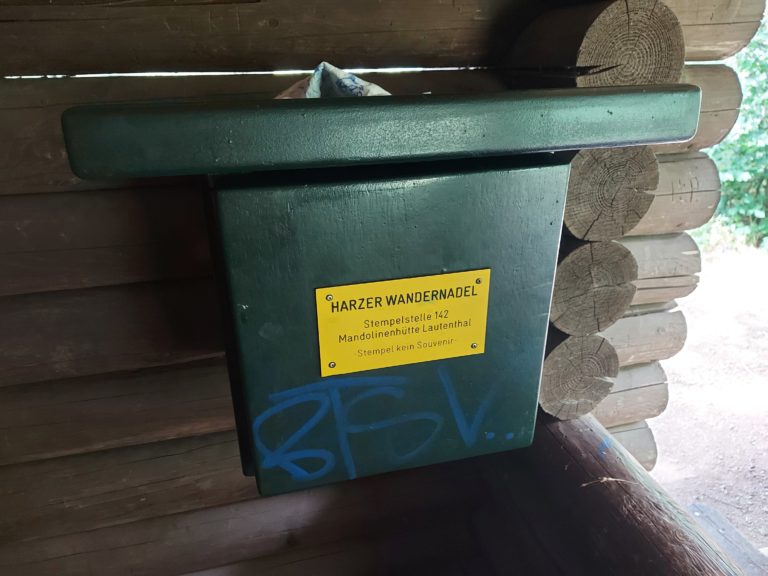 HARZER WANDERNADEL
Stempelstelle 142
Mandolinenhütte Lautenthal
-Stempel kein Souvenir-